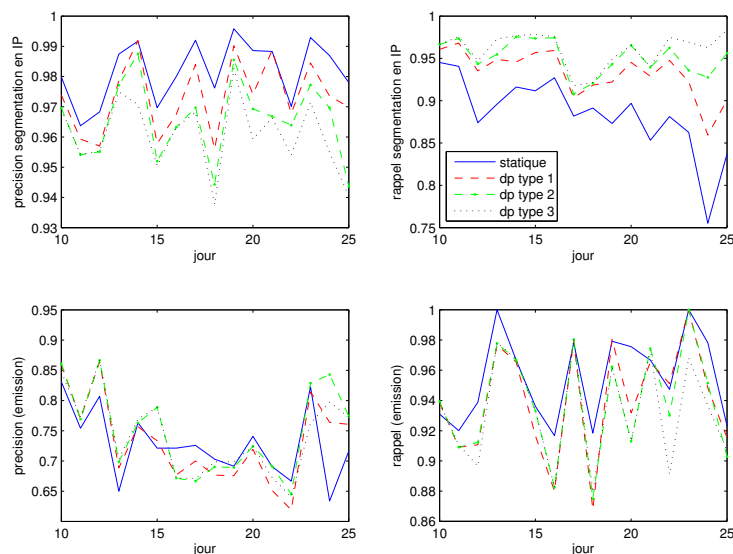 precision segmentation en IP
1
0.99
0.98
0.97
0.96
0.95
0.94
0.93
10 15 20 25
jour
rappel segmentation en IP
1
0.95
0.9
0.85
0.8
0.75
statique
dp type 1
dp type 2
dp type 3
10 15 20 25
jour
precision (emission)
0.95
0.9
0.85
0.8
0.75
0.7
0.65
10 15 20 25
jour
rappel (emission)
1
0.98
0.96
0.94
0.92
0.9
0.88
0.86
10 15 20 25
jour